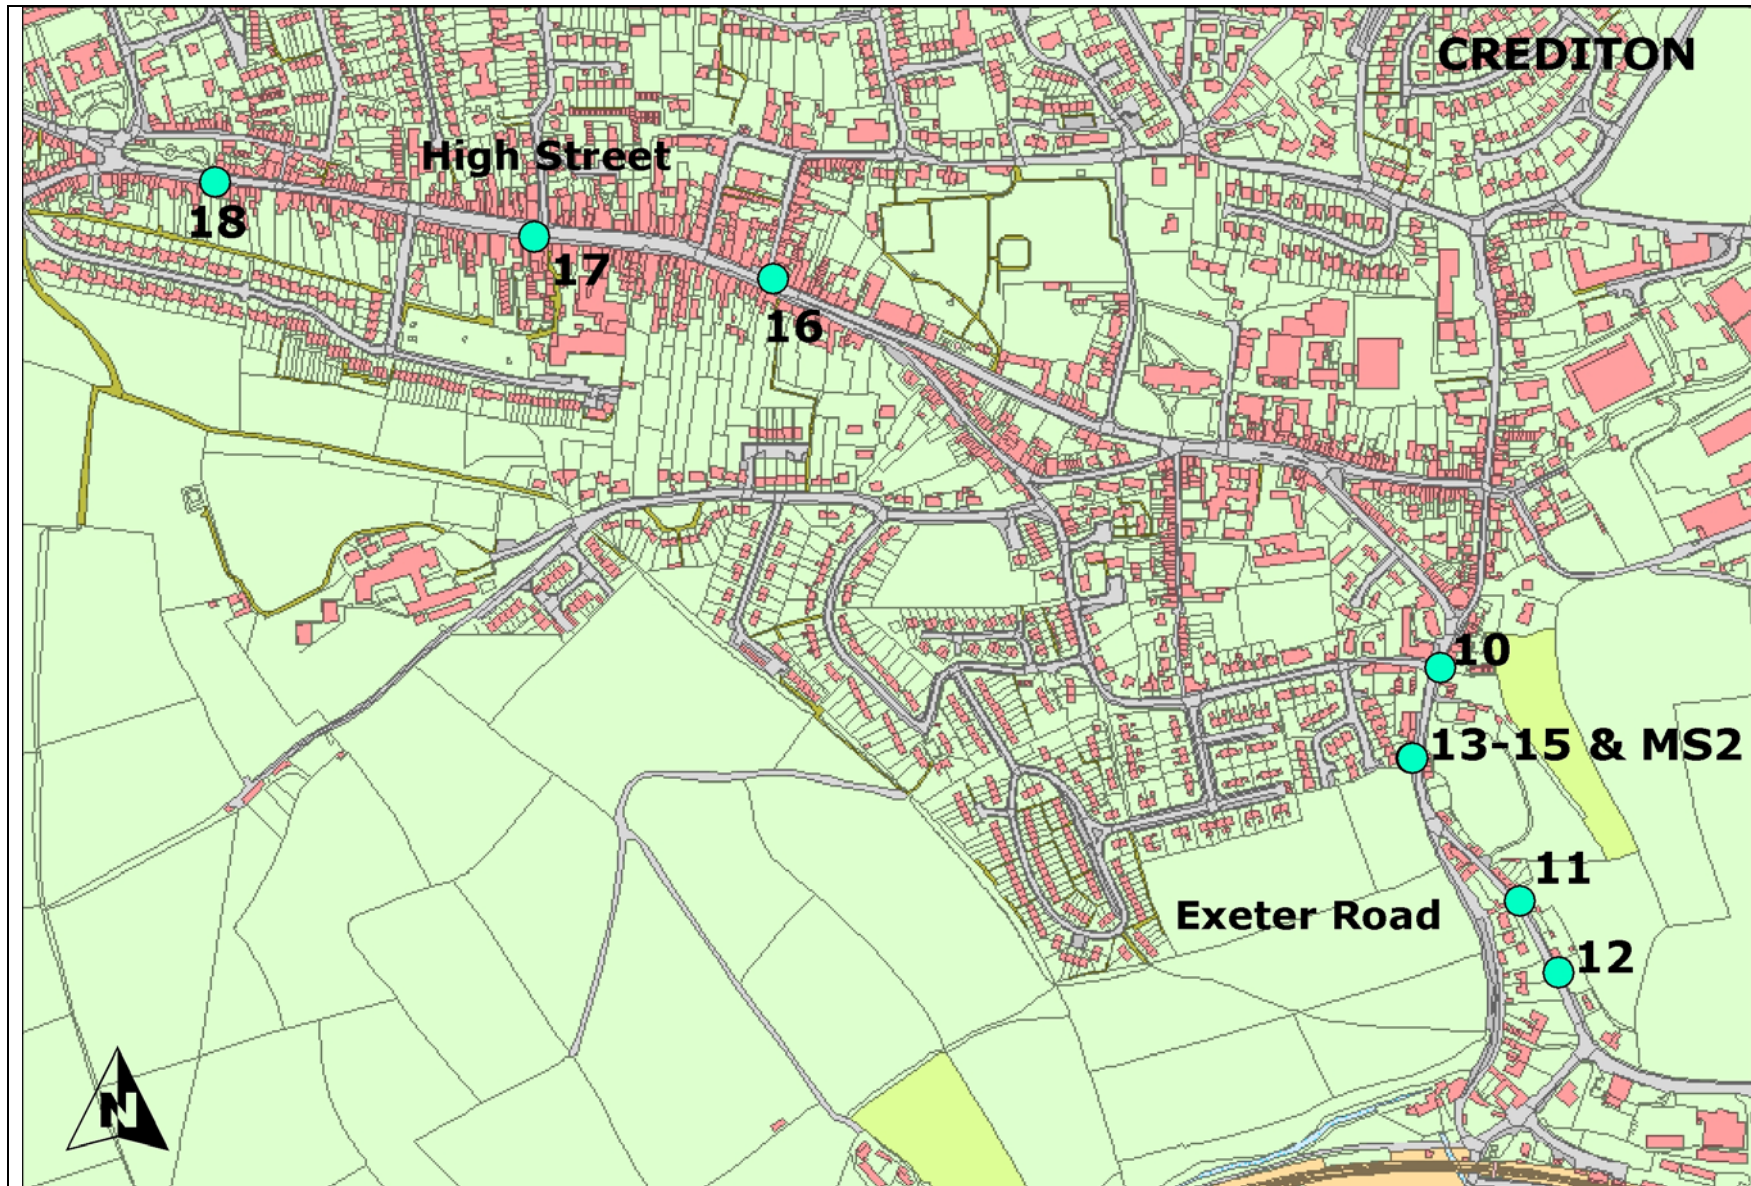 CREDITON
High Street
18
17
16
10
13-15 & MS2
11
Exeter Road
12
N